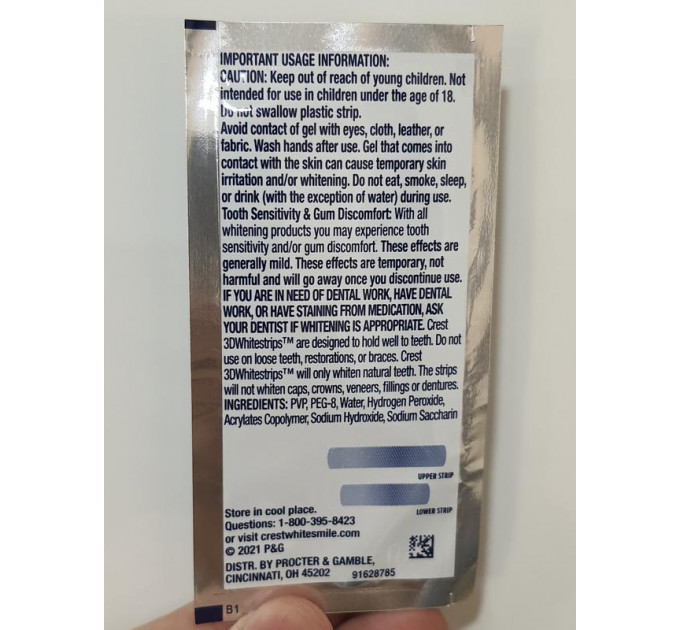 IMPORTANT USAGE INFORMATION:
CAUTION: Keep out of reach of young children. Not
intended for use in children under the age of 18.
Do not swallow plastic strip.
Avoid contact of gel with eyes, cloth, leather, or
fabric. Wash hands after use. Gel that comes into
contact with the skin can cause temporary skin
irritation and/or whitening. Do not eat, smoke, sleep,
or drink (with the exception of water) during use.
Tooth Sensitivity & Gum Discomfort: With all
whitening products you may experience tooth
sensitivity and/or gum discomfort. These effects are
generally mild. These effects are temporary, not
harmful and will go away once you discontinue use.
IF YOU ARE IN NEED OF DENTAL WORK, HAVE DENTAL
WORK, OR HAVE STAINING FROM MEDICATION, ASK
YOUR DENTIST IF WHITENING IS APPROPRIATE. Crest
3DWhitestrips™ are designed to hold well to teeth. Do not
use on loose teeth, restorations, or braces. Crest
3DWhitestrips™ will only whiten natural teeth. The strips
will not whiten caps, crowns, veneers, fillings or dentures.
INGREDIENTS: PVP, PEG-8, Water, Hydrogen Peroxide,
Acrylates Copolymer, Sodium Hydroxide, Sodium Saccharin
UPPER STRIP
LOWER STRIP
Store in cool place.
Questions: 1-800-395-8423
or visit crestwhitesmile.com
© 2021 P&G
DISTR. BY PROCTER & GAMBLE,
CINCINNATI, OH 45202 91628785
B1